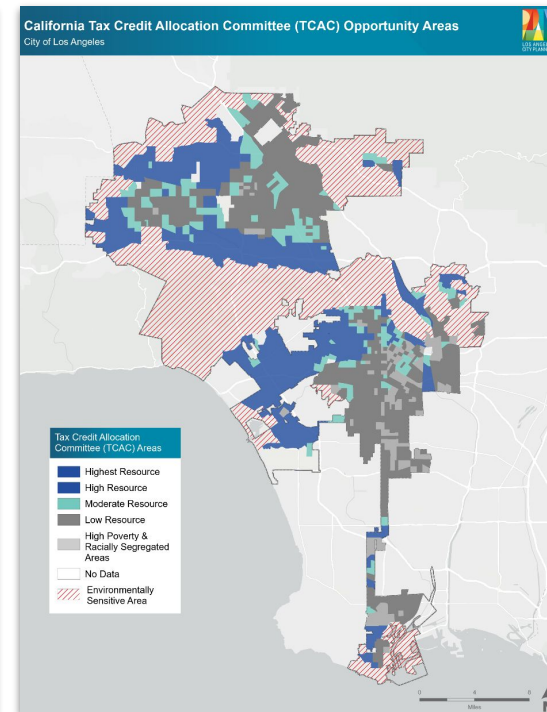 California Tax Credit Allocation Committee (TCAC) Opportunity Areas
City of Los Angeles
LOS ANGELES
Tax Credit Allocation
Committee (TCAC) Areas
Highest Resource
High Resource
Moderate Resource
Low Resource
High Poverty &
Racially Segregated
Areas
No Data
Environmentally
Sensitive Area
0 4 8
Miles